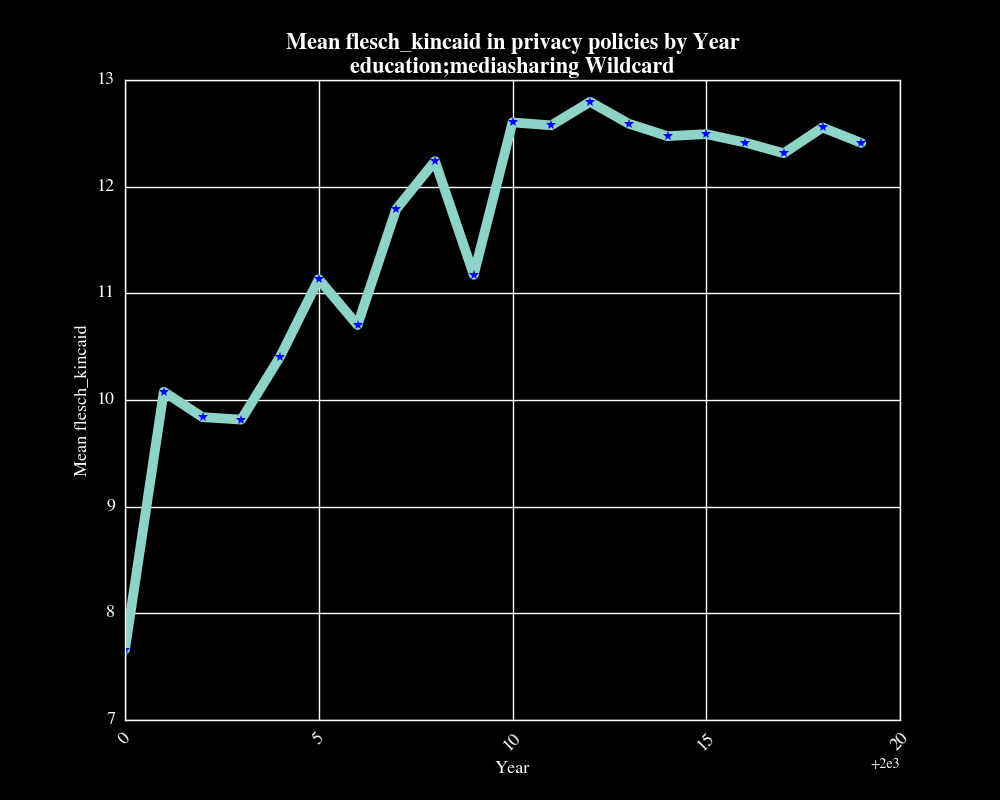 Mean flesch_kincaid in privacy policies by Year
education;mediasharing Wildcard
13
12
11
10
9
8
7
Mean flesch_kincaid
0 5 10 15 20
Year
+2e3